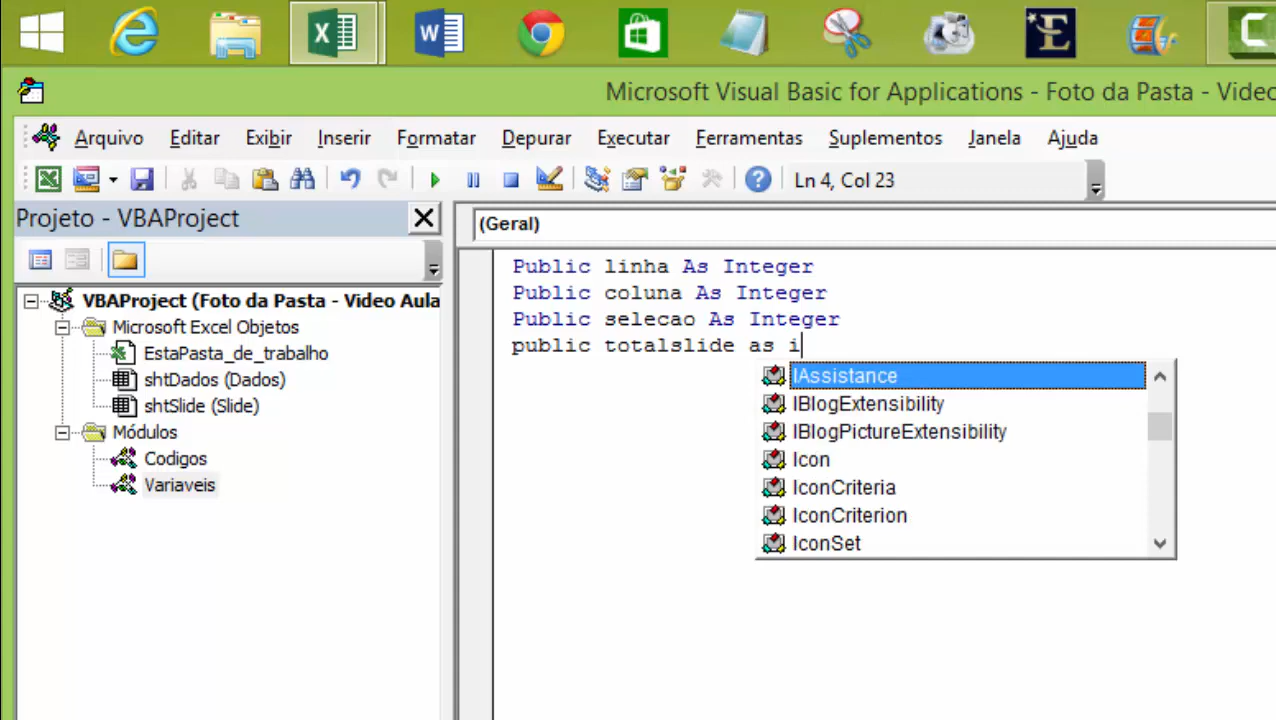 Microsoft Visual Basic for Applications - Foto da Pasta - Video
Arquivo Editar Exibir Inserir Formatar Depurar Executar Ferramentas Suplementos Janela Ajuda
Ln 4, Col 23
Projeto - VBAProject
(Geral)
VBAProject (Foto da Pasta - Video Aula
Microsoft Excel Objetos
EstaPasta_de_trabalho
shtDados (Dados)
shtSlide (Slide)
Módulos
Codigos
Variaveis
Public linha As Integer
Public coluna As Integer
Public selecao As Integer
public totalslide as i
IAssistance
IBlogExtensibility
IBlogPictureExtensibility
Icon
IconCriteria
IconCriterion
IconSet